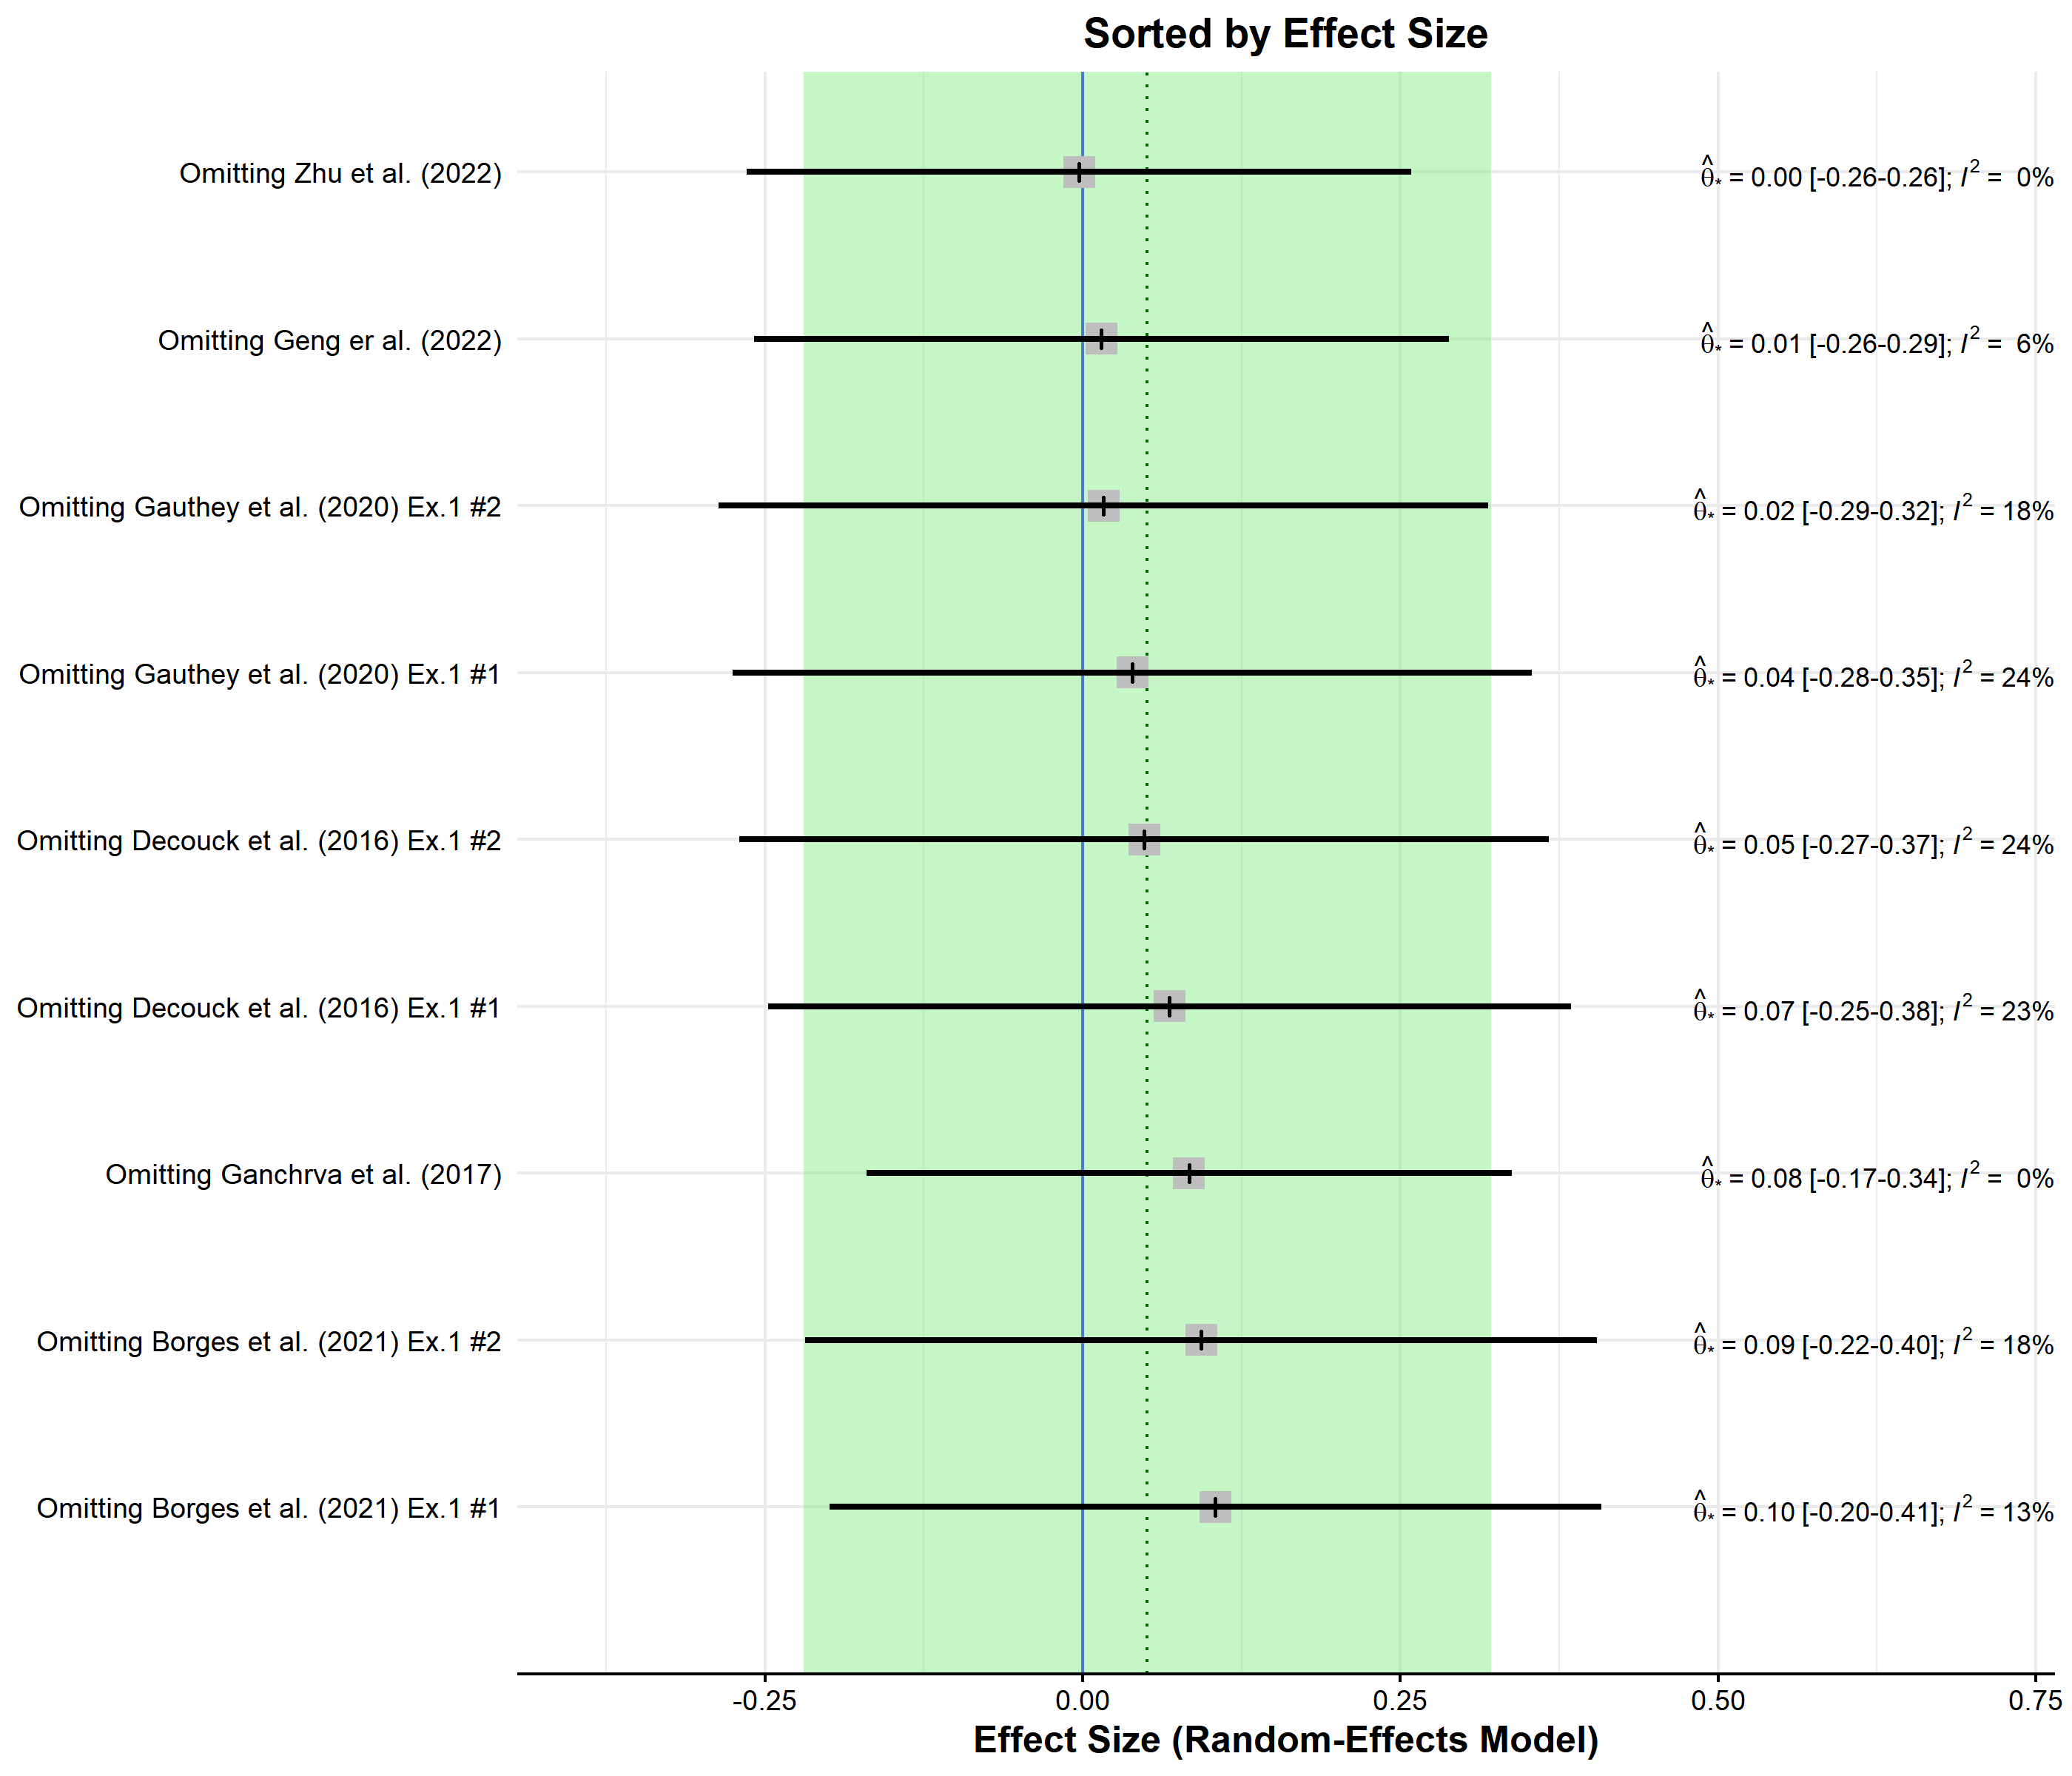 Sorted by Effect Size
Omitting Zhu et al. (2022) θ̂* = 0.00 [-0.26-0.26]; I² = 0%
Omitting Geng er al. (2022) θ̂* = 0.01 [-0.26-0.29]; I² = 6%
Omitting Gauthey et al. (2020) Ex.1 #2 θ̂* = 0.02 [-0.29-0.32]; I² = 18%
Omitting Gauthey et al. (2020) Ex.1 #1 θ̂* = 0.04 [-0.28-0.35]; I² = 24%
Omitting Decouck et al. (2016) Ex.1 #2 θ̂* = 0.05 [-0.27-0.37]; I² = 24%
Omitting Decouck et al. (2016) Ex.1 #1 θ̂* = 0.07 [-0.25-0.38]; I² = 23%
Omitting Ganchrva et al. (2017) θ̂* = 0.08 [-0.17-0.34]; I² = 0%
Omitting Borges et al. (2021) Ex.1 #2 θ̂* = 0.09 [-0.22-0.40]; I² = 18%
Omitting Borges et al. (2021) Ex.1 #1 θ̂* = 0.10 [-0.20-0.41]; I² = 13%
-0.25 0.00 0.25 0.50 0.75
Effect Size (Random-Effects Model)